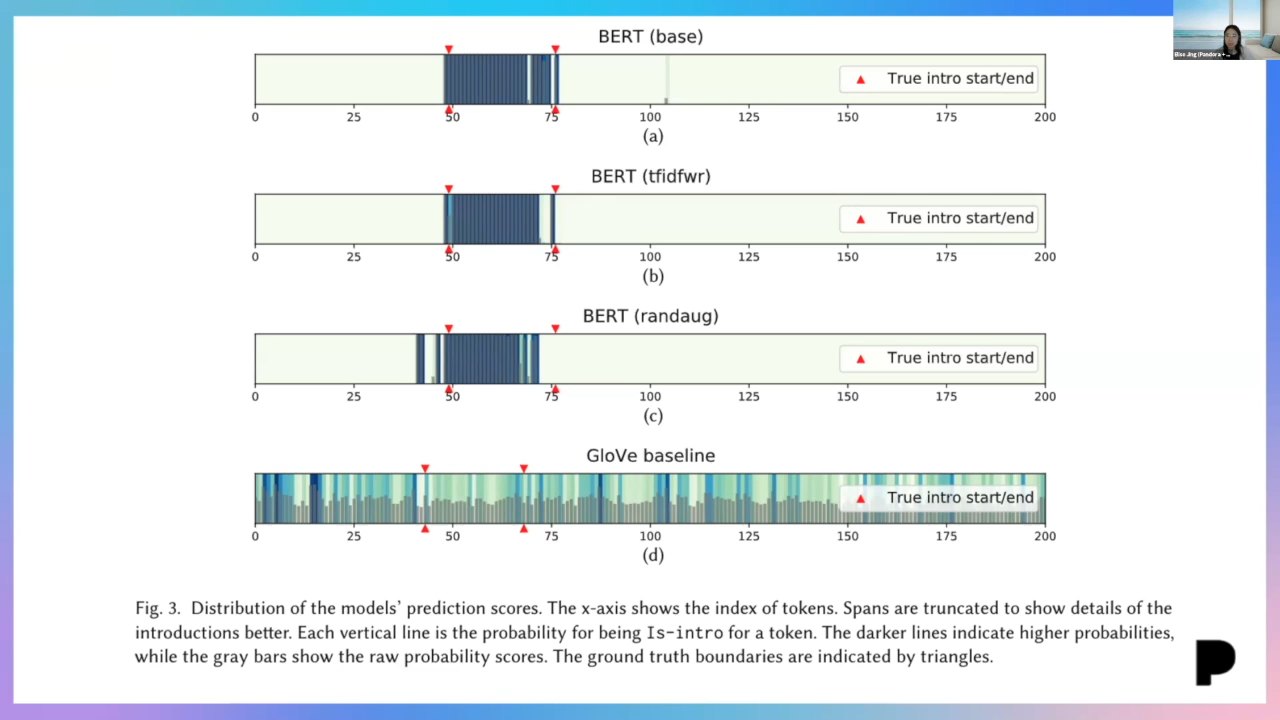 BERT (base)
True intro start/end
0 25 50 75 100 125 150 175 200
(a)
BERT (tfidfwr)
True intro start/end
0 25 50 75 100 125 150 175 200
(b)
BERT (randaug)
True intro start/end
0 25 50 75 100 125 150 175 200
(c)
GloVe baseline
True intro start/end
0 25 50 75 100 125 150 175 200
(d)
Fig. 3. Distribution of the models' prediction scores. The x-axis shows the index of tokens. Spans are truncated to show details of the
introductions better. Each vertical line is the probability for being Is-intro for a token. The darker lines indicate higher probabilities,
while the gray bars show the raw probability scores. The ground truth boundaries are indicated by triangles.